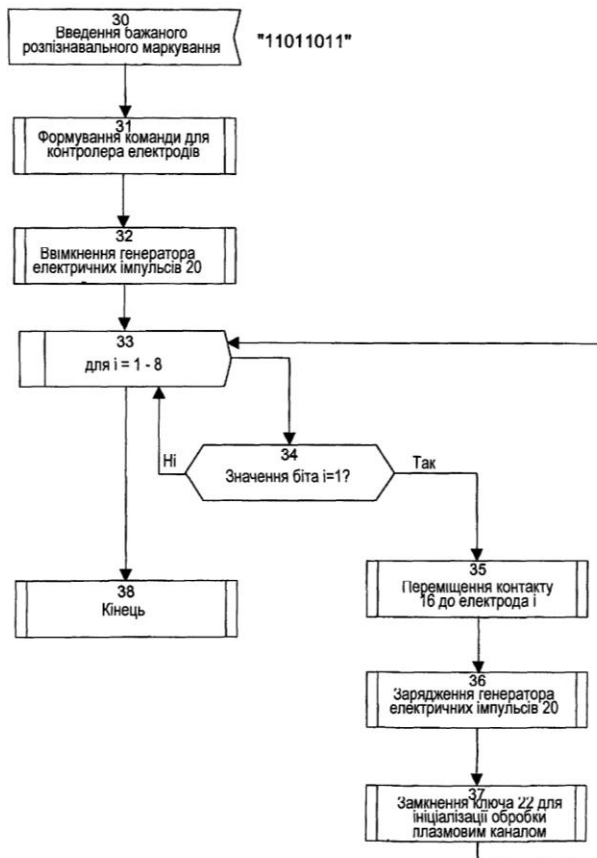 30
Введення бажаного
розпізнавального маркування
"11011011"
31
Формування команди для
контролера електродів
32
Ввімкнення генератора
електричних імпульсів 20
33
для i = 1 - 8
34
Значення біта i=1?
Ні
Так
35
Переміщення контакту
16 до електрода i
36
Зарядження генератора
електричних імпульсів 20
37
Замкнення ключа 22 для
ініціалізації обробки
плазмовим каналом
38
Кінець